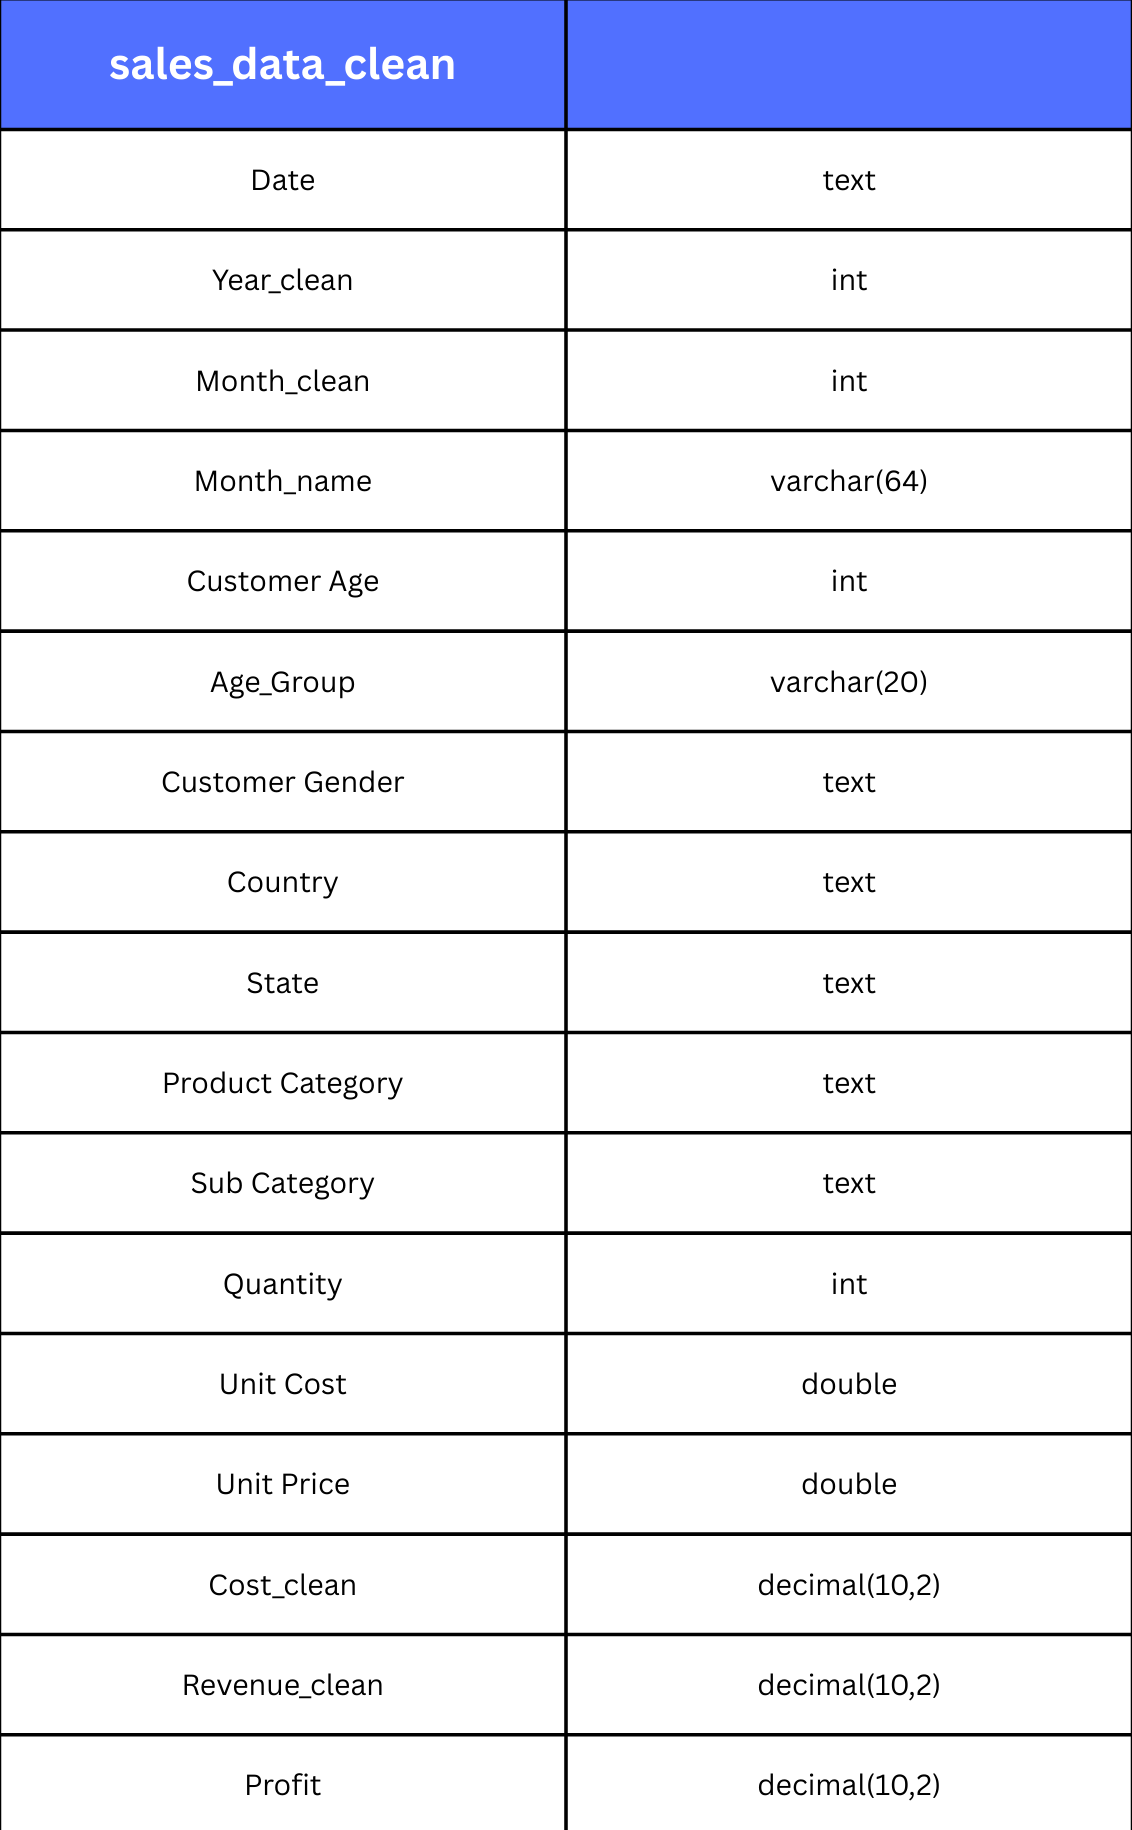 sales_data_clean
Date text
Year_clean int
Month_clean int
Month_name varchar(64)
Customer Age int
Age_Group varchar(20)
Customer Gender text
Country text
State text
Product Category text
Sub Category text
Quantity int
Unit Cost double
Unit Price double
Cost_clean decimal(10,2)
Revenue_clean decimal(10,2)
Profit decimal(10,2)